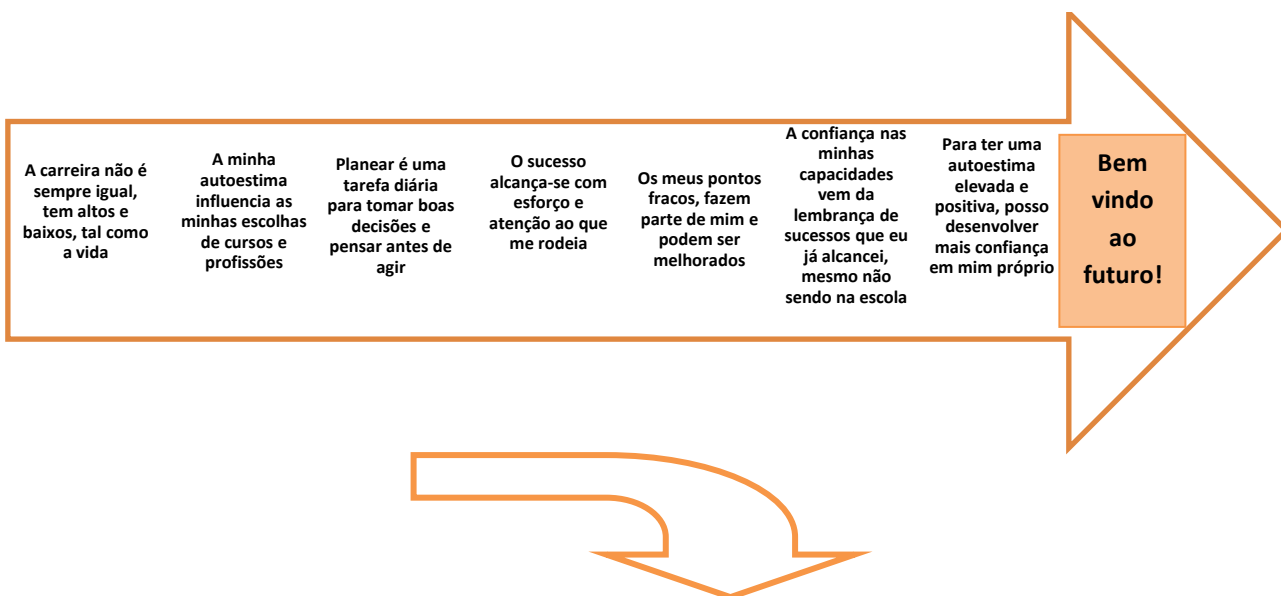 A carreira não é
sempre igual,
tem altos e
baixos, tal como
a vida
A minha
autoestima
influencia as
minhas escolhas
de cursos e
profissões
Planear é uma
tarefa diária
para tomar boas
decisões e
pensar antes de
agir
O sucesso
alcança-se com
esforço e
atenção ao que
me rodeia
Os meus pontos
fracos, fazem
parte de mim e
podem ser
melhorados
A confiança nas
minhas
capacidades
vem da
lembrança de
sucessos que eu
já alcancei,
mesmo não
sendo na escola
Para ter uma
autoestima
elevada e
positiva, posso
desenvolver
mais confiança
em mim próprio
Bem
vindo
ao
futuro!